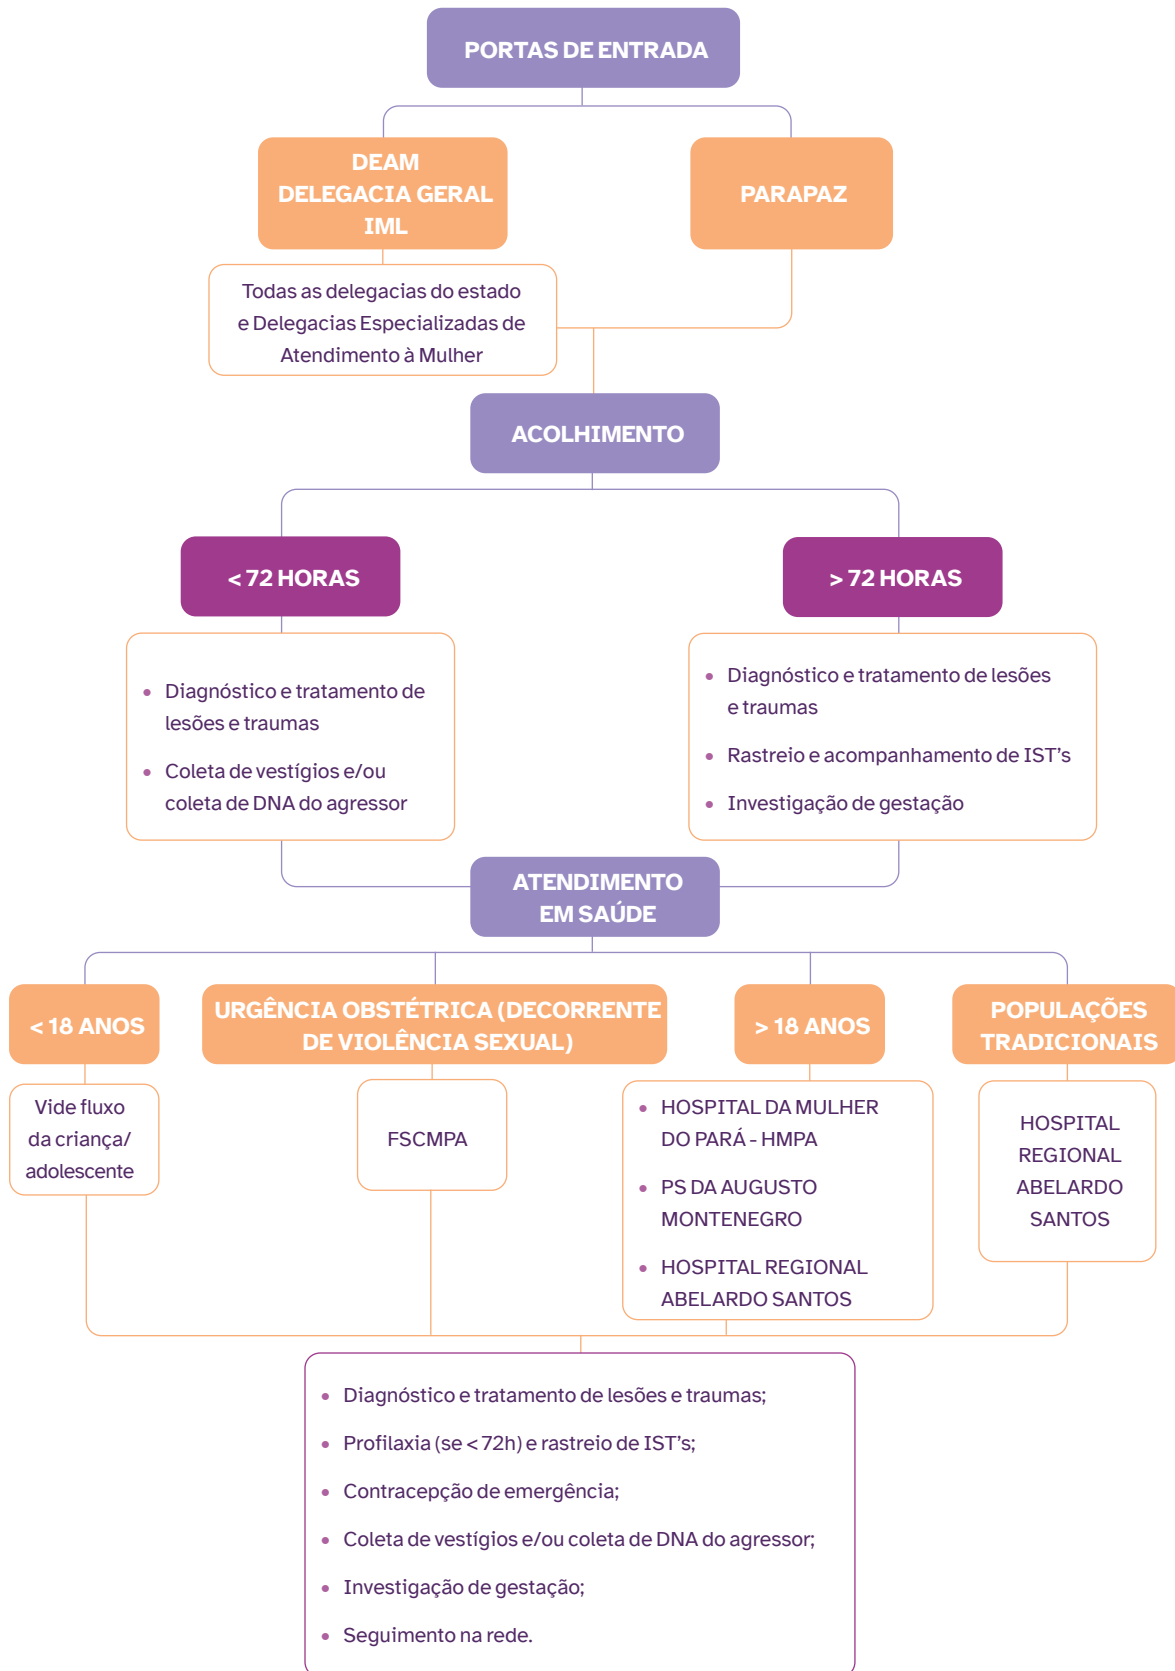 PORTAS DE ENTRADA
DEAM
DELEGACIA GERAL
IML
PARAPAZ
Todas as delegacias do estado
e Delegacias Especializadas de
Atendimento à Mulher
ACOLHIMENTO
< 72 HORAS
> 72 HORAS
• Diagnóstico e tratamento de
lesões e traumas
• Coleta de vestígios e/ou
coleta de DNA do agressor
• Diagnóstico e tratamento de lesões
e traumas
• Rastreio e acompanhamento de IST’s
• Investigação de gestação
ATENDIMENTO
EM SAÚDE
< 18 ANOS
URGÊNCIA OBSTÉTRICA (DECORRENTE
DE VIOLÊNCIA SEXUAL)
> 18 ANOS
POPULAÇÕES
TRADICIONAIS
Vide fluxo
da criança/
adolescente
FSCMPA
• HOSPITAL DA MULHER
DO PARÁ - HMPA
• PS DA AUGUSTO
MONTENEGRO
• HOSPITAL REGIONAL
ABELARDO SANTOS
HOSPITAL
REGIONAL
ABELARDO
SANTOS
• Diagnóstico e tratamento de lesões e traumas;
• Profilaxia (se < 72h) e rastreio de IST’s;
• Contracepção de emergência;
• Coleta de vestígios e/ou coleta de DNA do agressor;
• Investigação de gestação;
• Seguimento na rede.